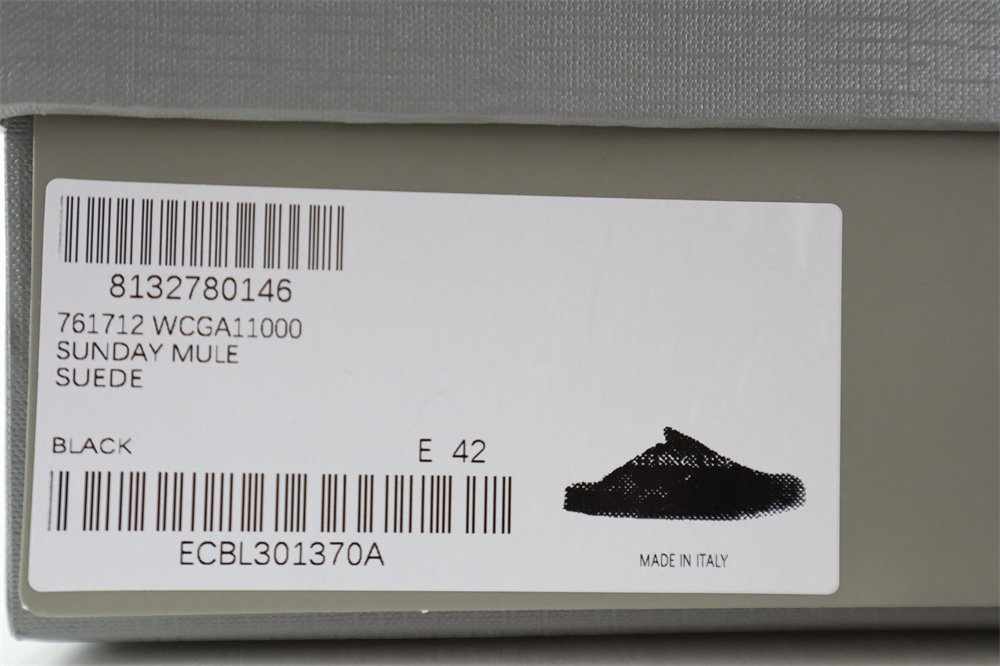 8132780146
761712 WCGA11000
SUNDAY MULE
SUEDE
BLACK E 42
ECBL301370A
MADE IN ITALY